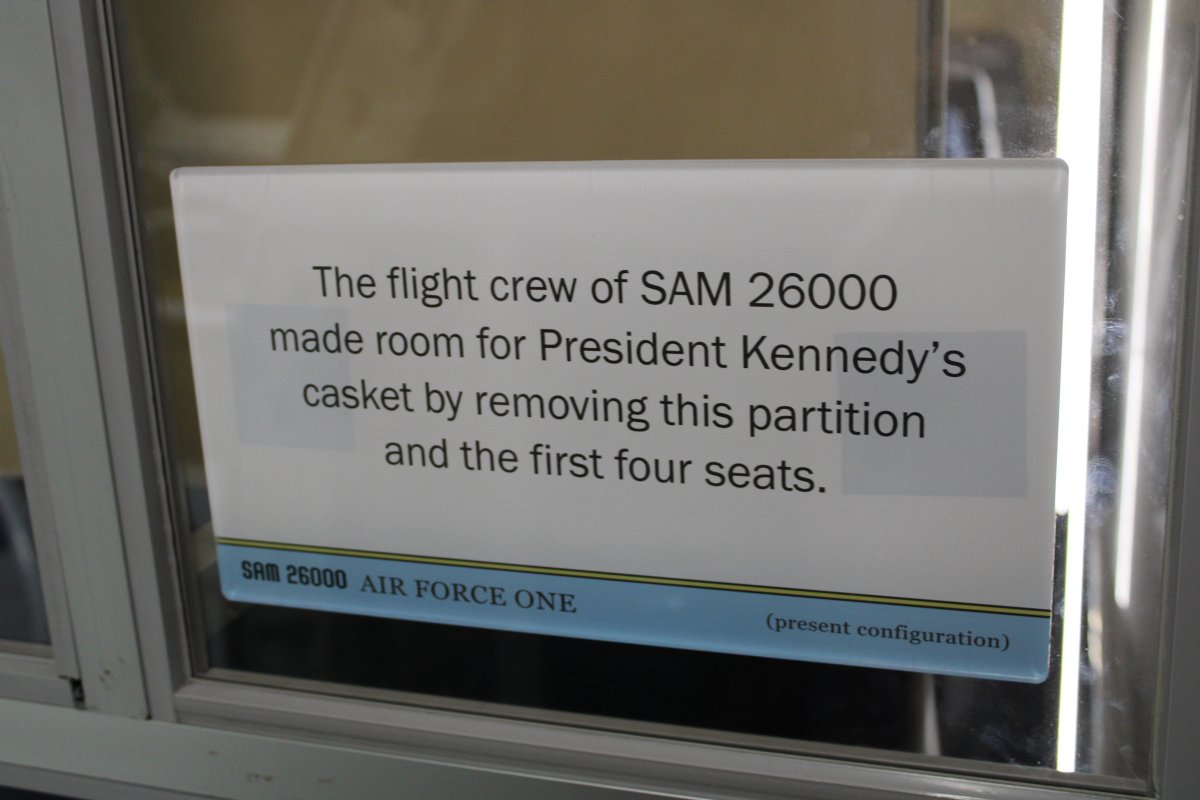 The flight crew of SAM 26000
made room for President Kennedy’s
casket by removing this partition
and the first four seats.
SAM 26000 AIR FORCE ONE
(present configuration)